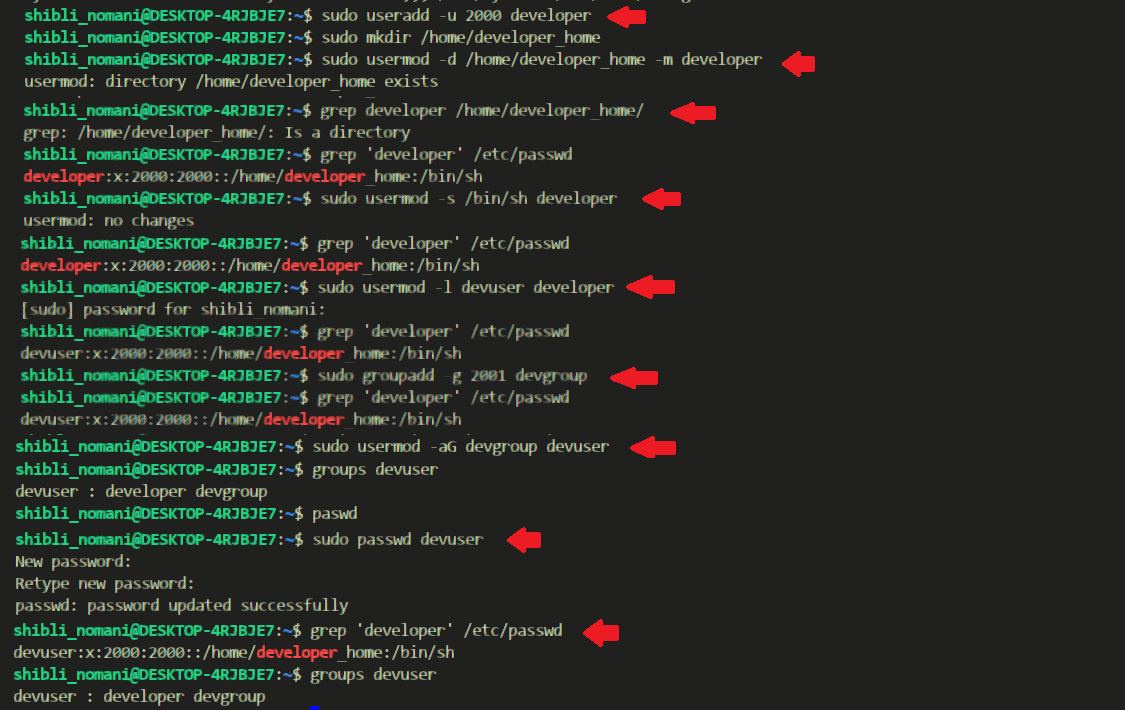 shibli_nomani@DESKTOP-4RJBJE7:~$ sudo useradd -u 2000 developer
shibli_nomani@DESKTOP-4RJBJE7:~$ sudo mkdir /home/developer_home
shibli_nomani@DESKTOP-4RJBJE7:~$ sudo usermod -d /home/developer_home -m developer
usermod: directory /home/developer_home exists
shibli_nomani@DESKTOP-4RJBJE7:~$ grep developer /home/developer_home/
grep: /home/developer_home/: Is a directory
shibli_nomani@DESKTOP-4RJBJE7:~$ grep 'developer' /etc/passwd
developer:x:2000:2000::/home/developer_home:/bin/sh
shibli_nomani@DESKTOP-4RJBJE7:~$ sudo usermod -s /bin/sh developer
usermod: no changes
shibli_nomani@DESKTOP-4RJBJE7:~$ grep 'developer' /etc/passwd
developer:x:2000:2000::/home/developer_home:/bin/sh
shibli_nomani@DESKTOP-4RJBJE7:~$ sudo usermod -l devuser developer
[sudo] password for shibli_nomani:
shibli_nomani@DESKTOP-4RJBJE7:~$ grep 'developer' /etc/passwd
devuser:x:2000:2000::/home/developer_home:/bin/sh
shibli_nomani@DESKTOP-4RJBJE7:~$ sudo groupadd -g 2001 devgroup
shibli_nomani@DESKTOP-4RJBJE7:~$ grep 'developer' /etc/passwd
devuser:x:2000:2000::/home/developer_home:/bin/sh
shibli_nomani@DESKTOP-4RJBJE7:~$ sudo usermod -aG devgroup devuser
shibli_nomani@DESKTOP-4RJBJE7:~$ groups devuser
devuser : developer devgroup
shibli_nomani@DESKTOP-4RJBJE7:~$ paswd
shibli_nomani@DESKTOP-4RJBJE7:~$ sudo passwd devuser
New password:
Retype new password:
passwd: password updated successfully
shibli_nomani@DESKTOP-4RJBJE7:~$ grep 'developer' /etc/passwd
devuser:x:2000:2000::/home/developer_home:/bin/sh
shibli_nomani@DESKTOP-4RJBJE7:~$ groups devuser
devuser : developer devgroup